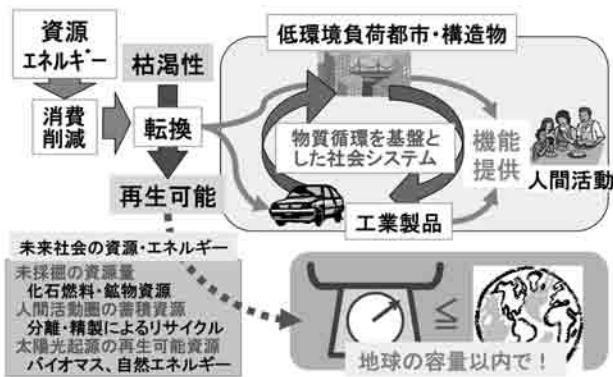 資源
エネルギー
枯渇性
消費
削減
転換
再生可能
低環境負荷都市・構造物
物質循環を基盤と
した社会システム
機能
提供
人間活動
工業製品
未来社会の資源・エネルギー
未採掘の資源量
化石燃料・鉱物資源
人間活動圏の蓄積資源
分離・精製によるリサイクル
太陽光起源の再生可能資源
バイオマス、自然エネルギー
≦
地球の容量以内で!